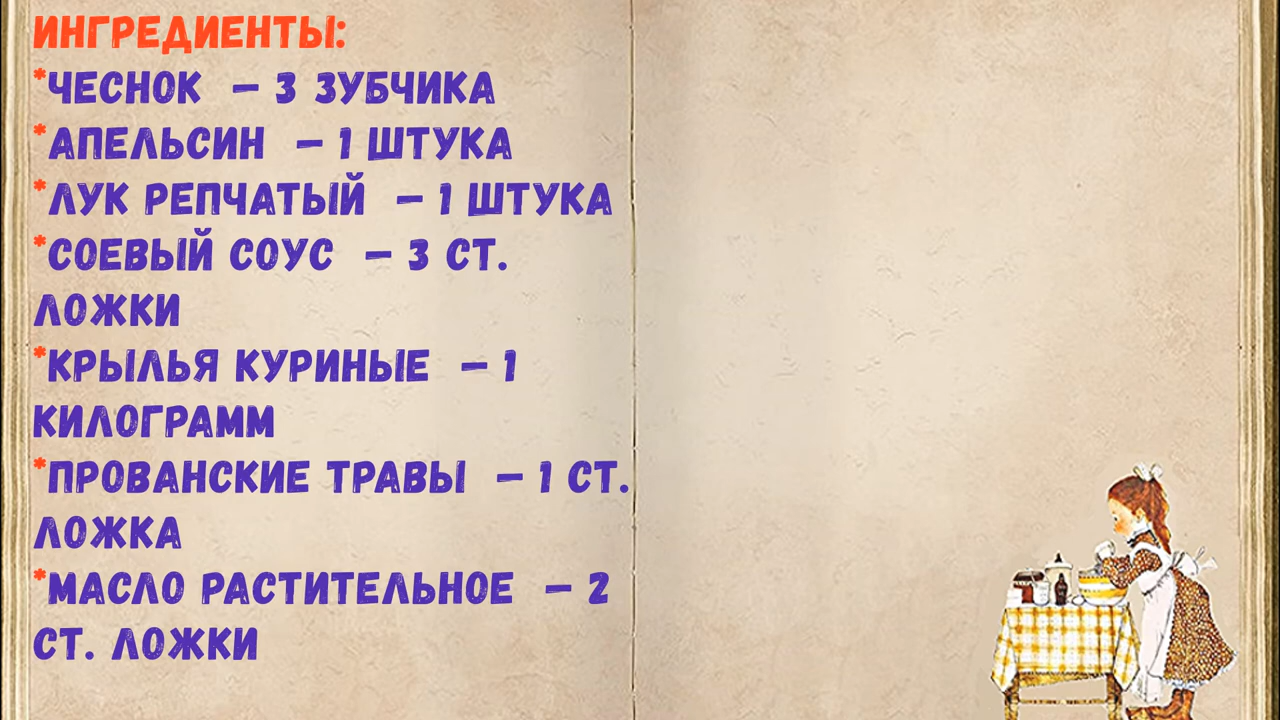 ИНГРЕДИЕНТЫ:
*ЧЕСНОК – 3 ЗУБЧИКА
*АПЕЛЬСИН – 1 ШТУКА
*ЛУК РЕПЧАТЫЙ – 1 ШТУКА
*СОЕВЫЙ СОУС – 3 СТ.
ЛОЖКИ
*КРЫЛЬЯ КУРИНЫЕ – 1
КИЛОГРАММ
*ПРОВАНСКИЕ ТРАВЫ – 1 СТ.
ЛОЖКА
*МАСЛО РАСТИТЕЛЬНОЕ – 2
СТ. ЛОЖКИ